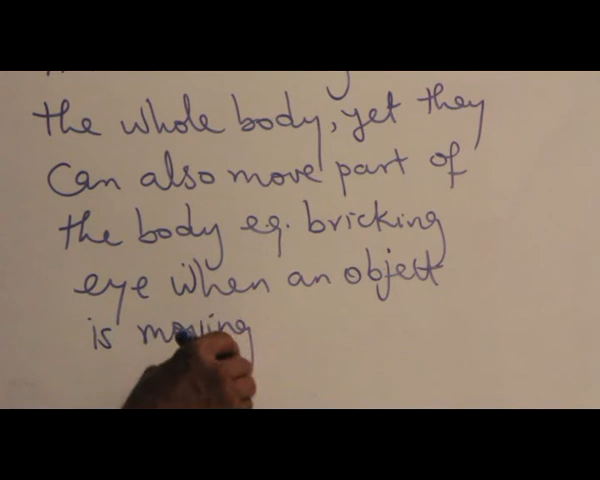 the whole body, yet they
Can also move part of
the body eg. bricking
eye when an object
is moving